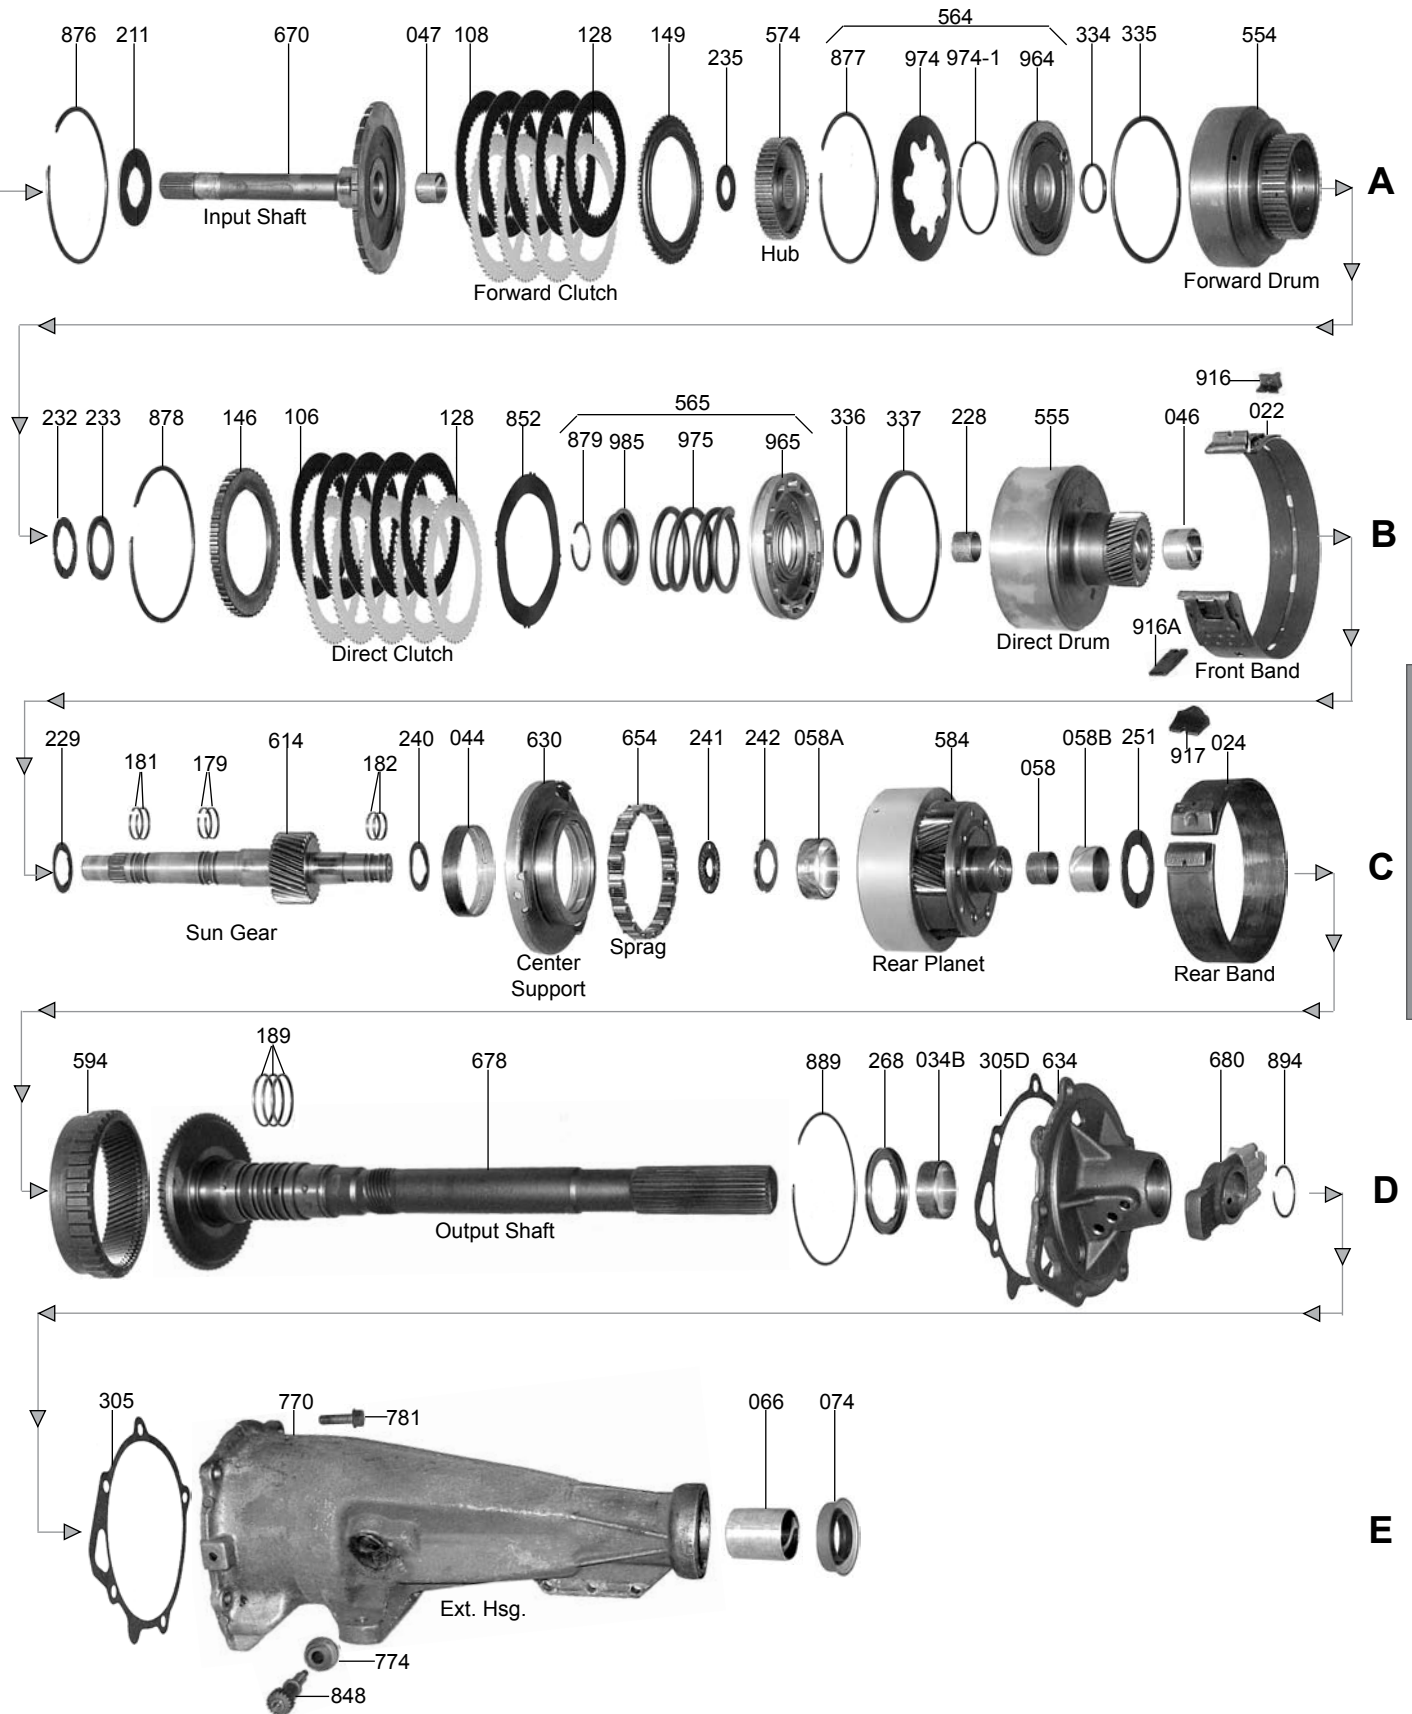 564
876 211 670 047 108 128 149 574 334 335 554
235 877 974 974-1 964
A
Input Shaft
Hub
Forward Clutch
Forward Drum
916
565
232 233 878 146 106 128 852 336 337 228 555 046 022
879 985 975 965
B
916A
Direct Drum
Direct Clutch
Front Band
229 614 240 044 630 654 241 242 058A 584 058B 251 024
181 179 182 058 917
C
Sun Gear
Sprag
Center
Support
Rear Planet
Rear Band
189
594 678 889 268 034B 305D 634 680 894
D
Output Shaft
305 770 781 066 074
E
Ext. Hsg.
774
848